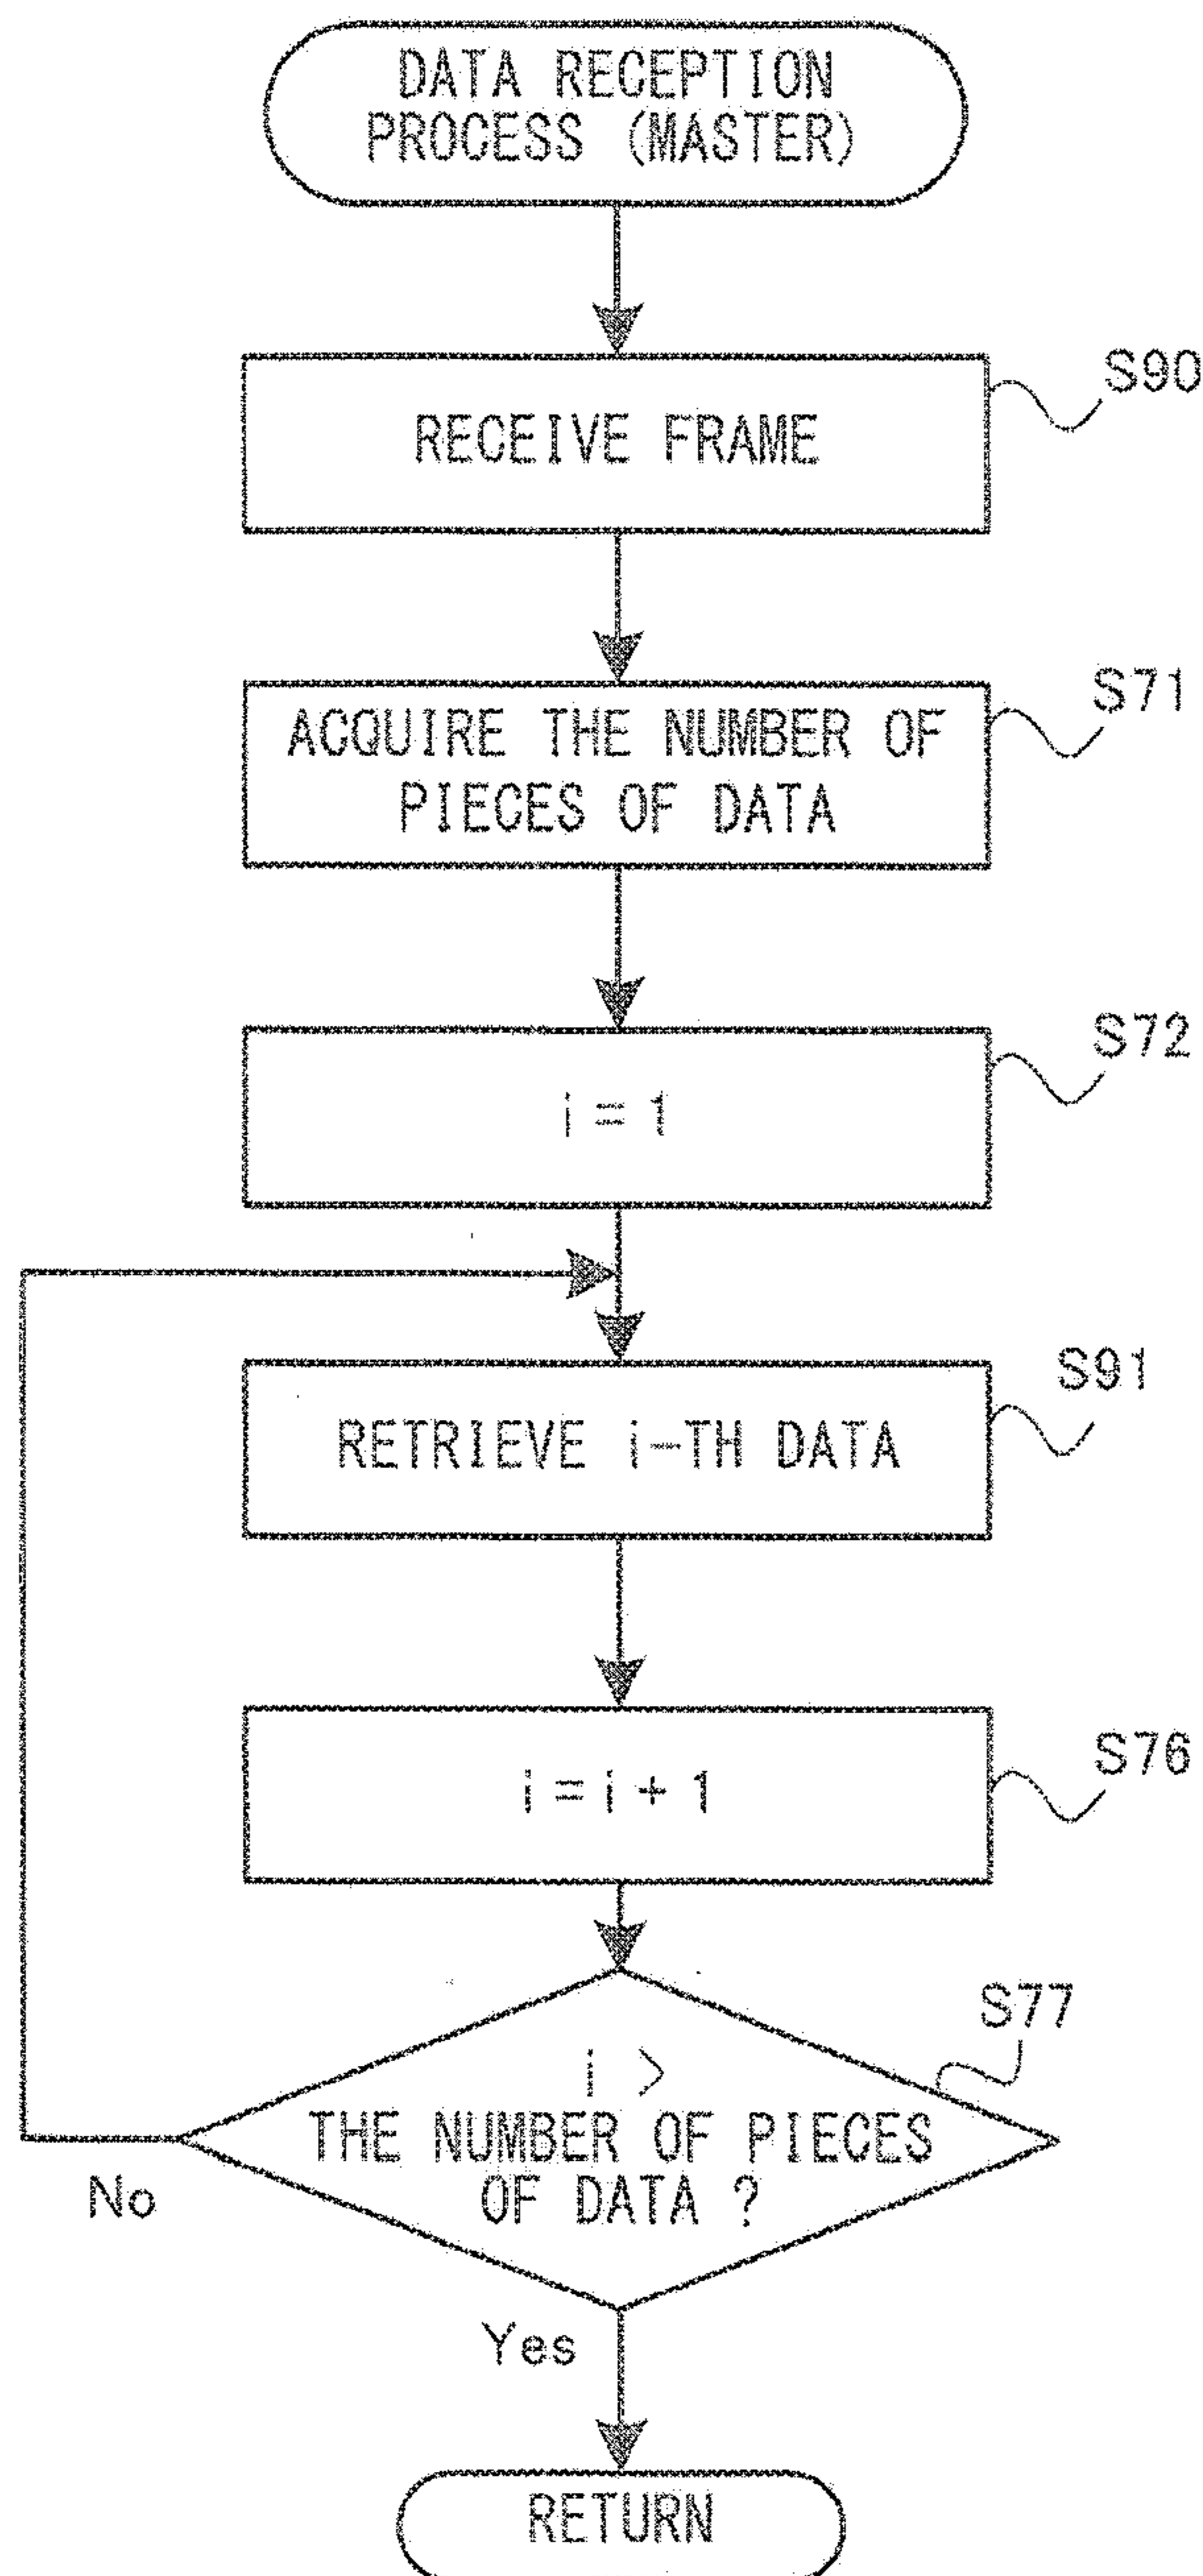 DATA RECEPTION
PROCESS (MASTER)
S90
RECEIVE FRAME
S71
ACQUIRE THE NUMBER OF
PIECES OF DATA
S72
i = 1
S91
RETRIEVE i-TH DATA
S76
i = i + 1
S77
i >
THE NUMBER OF PIECES
OF DATA ?
No
Yes
RETURN